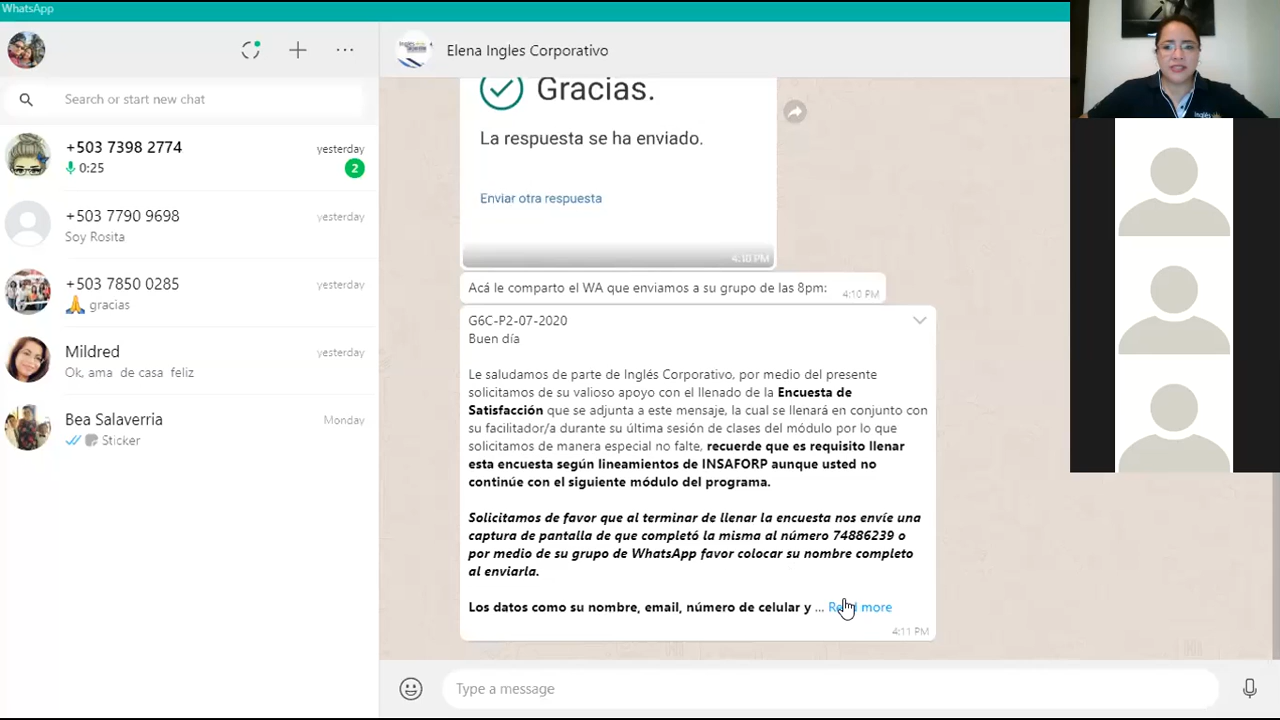 WhatsApp
Search or start new chat
+503 7398 2774
yesterday
0:25
2
+503 7790 9698
yesterday
Soy Rosita
+503 7850 0285
yesterday
gracias
Mildred
yesterday
Ok, ama de casa feliz
Bea Salaverria
Monday
Sticker
Elena Ingles Corporativo
Gracias.
La respuesta se ha enviado.
Enviar otra respuesta
4:10 PM
Acá le comparto el WA que enviamos a su grupo de las 8pm:
4:10 PM
G6C-P2-07-2020
Buen día
Le saludamos de parte de Inglés Corporativo, por medio del presente
solicitamos de su valioso apoyo con el llenado de la Encuesta de
Satisfacción que se adjunta a este mensaje, la cual se llenará en conjunto con
su facilitador/a durante su última sesión de clases del módulo por lo que
solicitamos de manera especial no falte, recuerde que es requisito llenar
esta encuesta según lineamientos de INSAFORP aunque usted no
continúe con el siguiente módulo del programa.
Solicitamos de favor que al terminar de llenar la encuesta nos envíe una
captura de pantalla de que completó la misma al número 74886239 o
por medio de su grupo de WhatsApp favor colocar su nombre completo
al enviarla.
Los datos como su nombre, email, número de celular y ... Read more
4:11 PM
Type a message